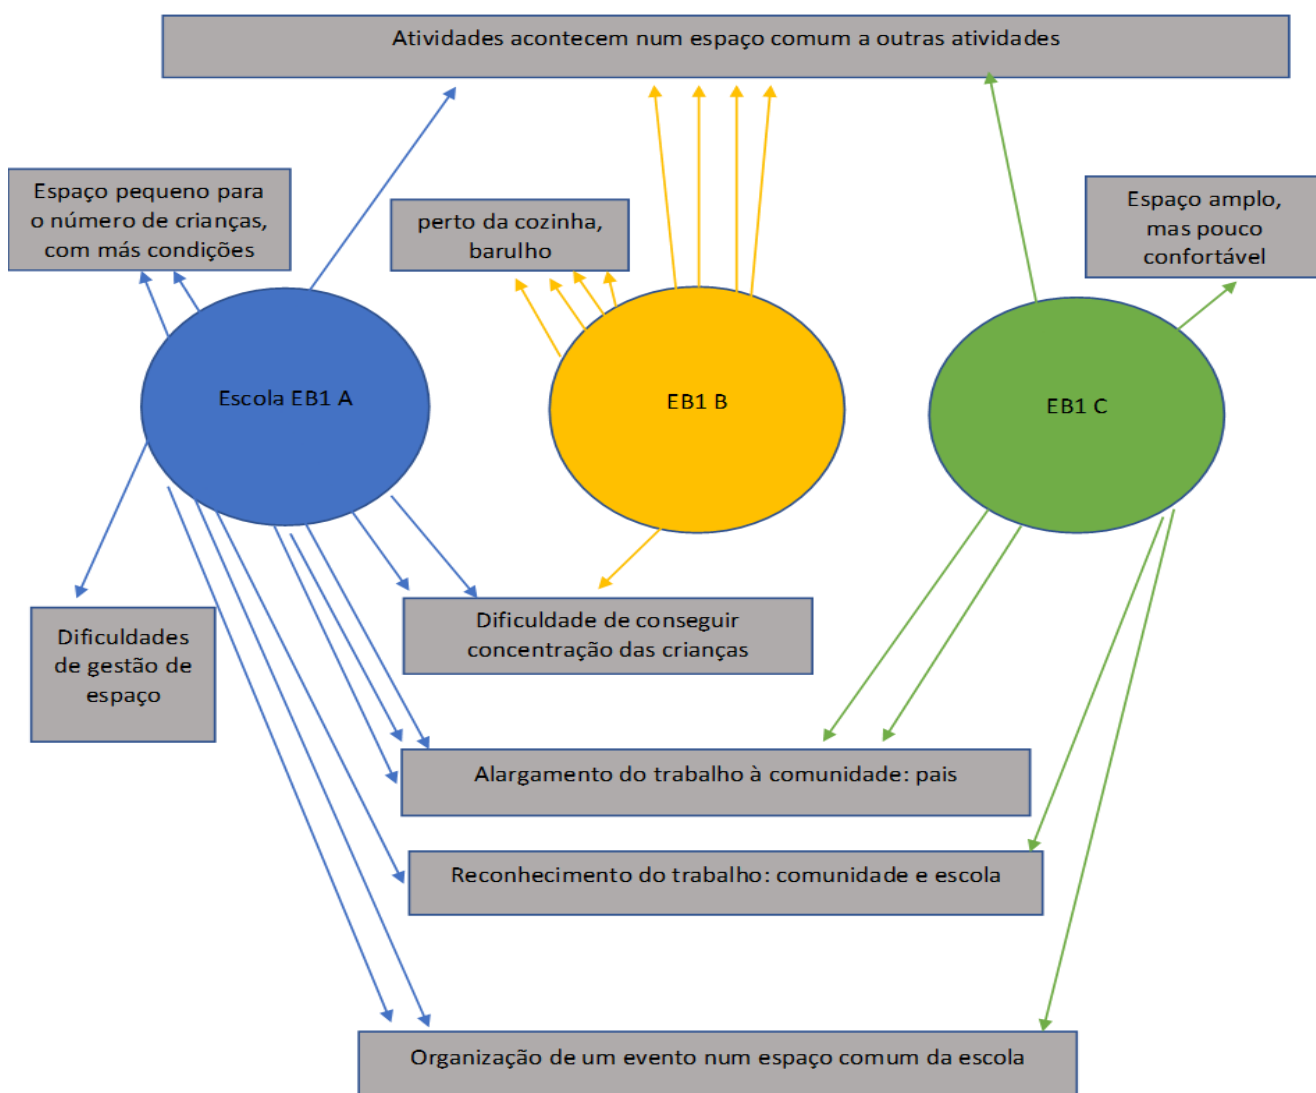 Atividades acontecem num espaço comum a outras atividades
Espaço pequeno para
o número de crianças,
com más condições
perto da cozinha,
barulho
Espaço amplo,
mas pouco
confortável
Escola EB1 A
EB1 B
EB1 C
Dificuldade de conseguir
concentração das crianças
Dificuldades
de gestão de
espaço
Alargamento do trabalho à comunidade: pais
Reconhecimento do trabalho: comunidade e escola
Organização de um evento num espaço comum da escola